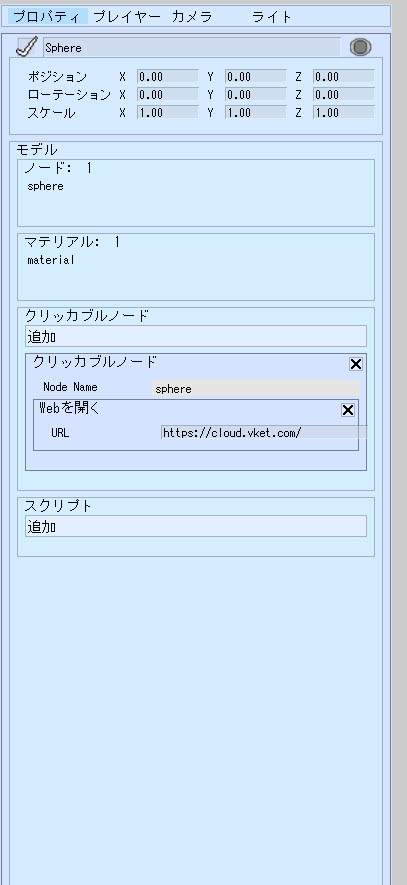 プロパティ プレイヤー カメラ ライト
Sphere
ポジション X 0.00 Y 0.00 Z 0.00
ローテーション X 0.00 Y 0.00 Z 0.00
スケール X 1.00 Y 1.00 Z 1.00
モデル
ノード: 1
sphere
マテリアル: 1
material
クリッカブルノード
追加
クリッカブルノード
Node Name sphere
Webを開く
URL https://cloud.vket.com/
スクリプト
追加